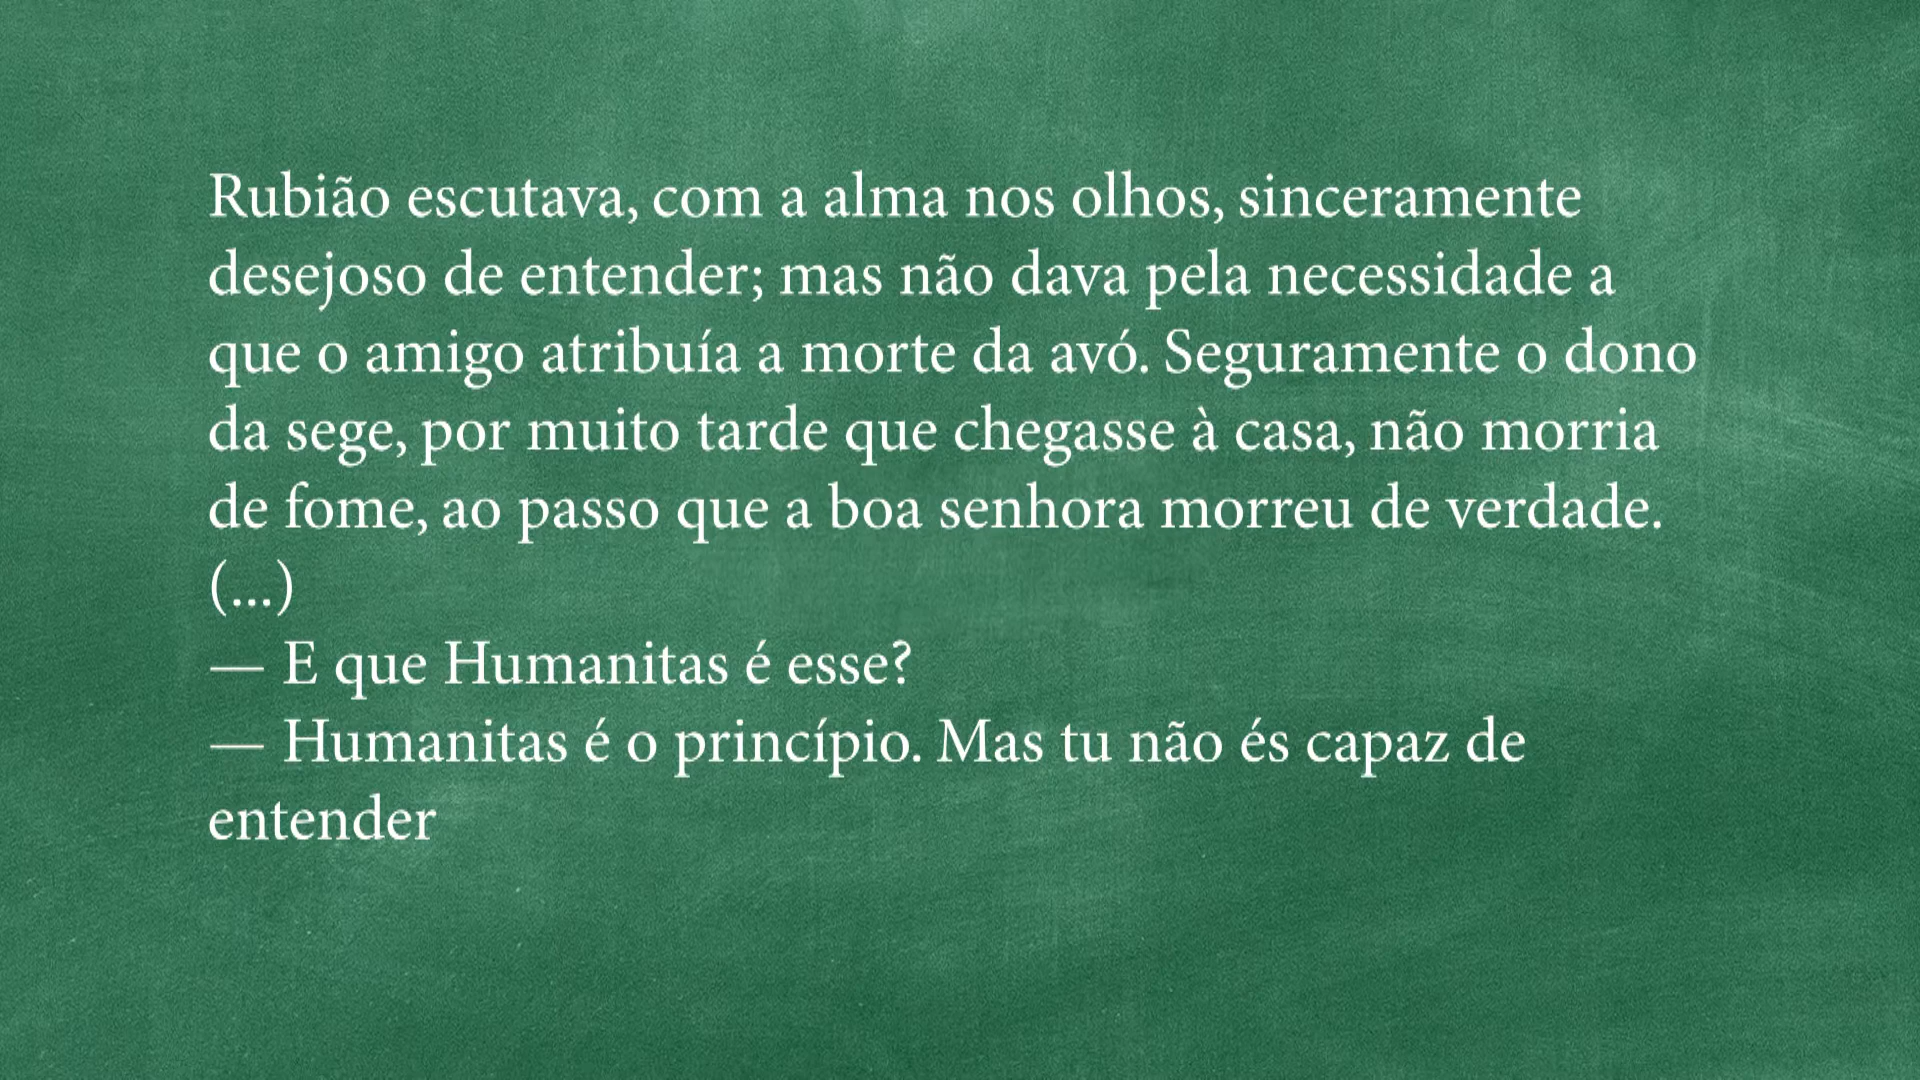 Rubião escutava, com a alma nos olhos, sinceramente
desejoso de entender; mas não dava pela necessidade a
que o amigo atribuía a morte da avó. Seguramente o dono
da sege, por muito tarde que chegasse à casa, não morria
de fome, ao passo que a boa senhora morreu de verdade.
(...)
— E que Humanitas é esse?
— Humanitas é o princípio. Mas tu não és capaz de
entender